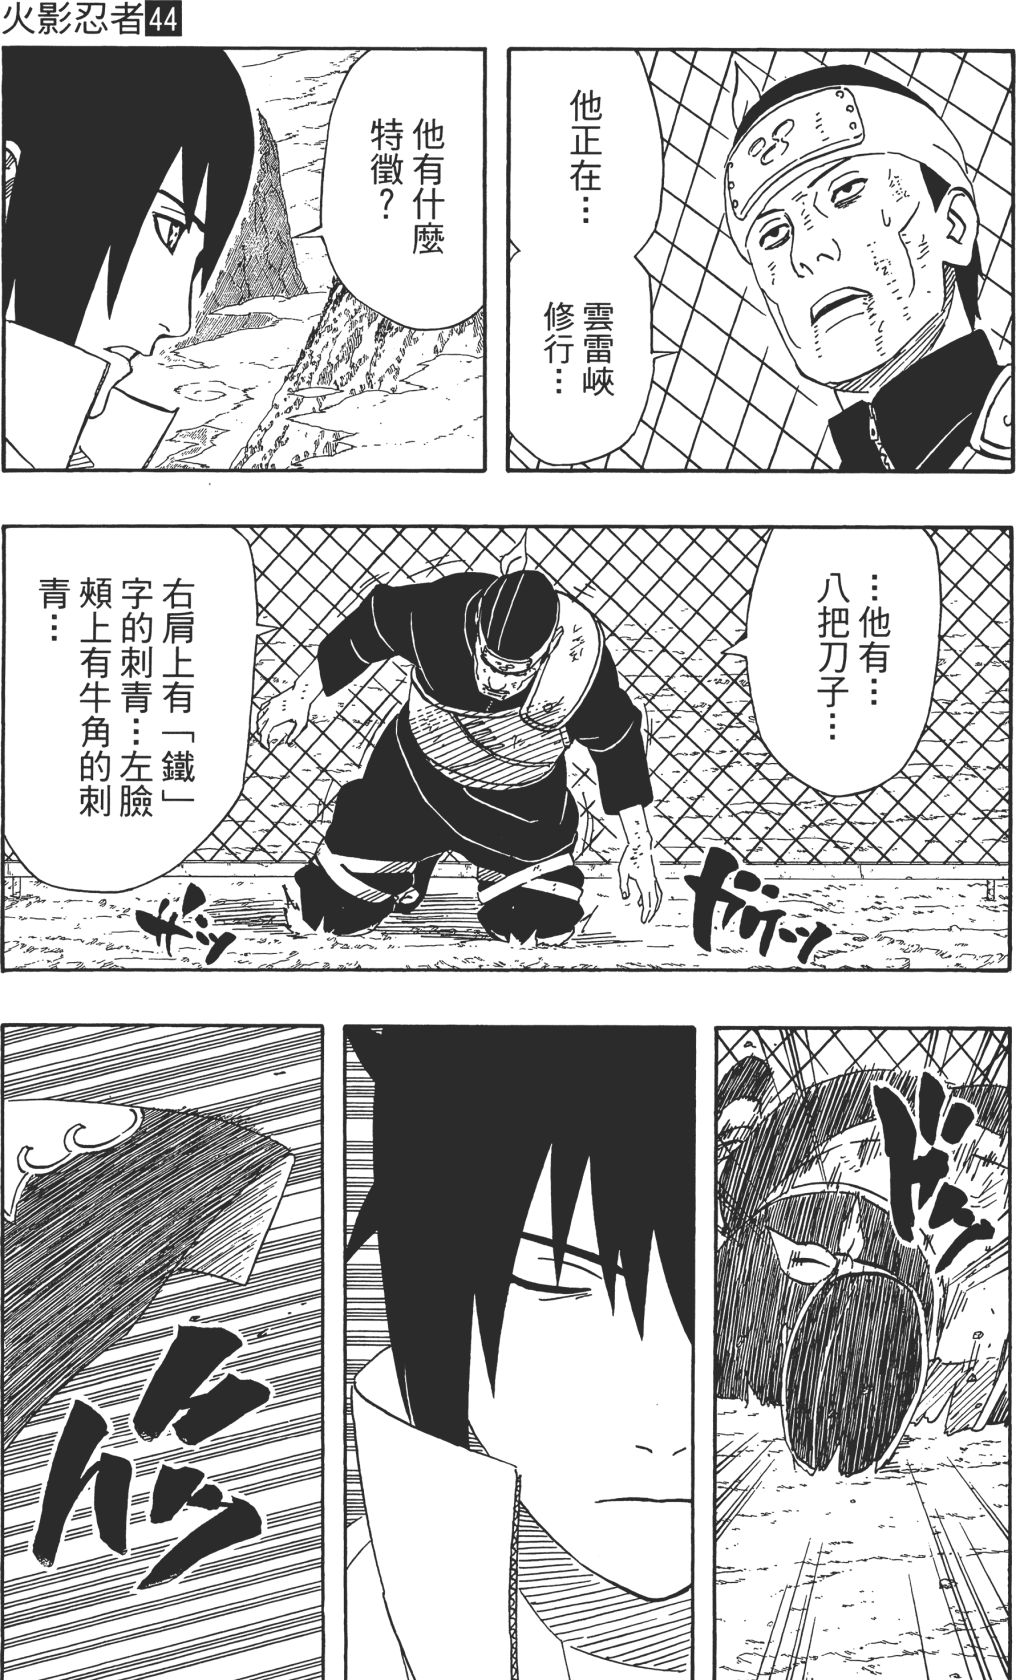 火影忍者44
他正在…
雲雷峽
修行…
他有什麼
特徵？
…他有…
八把刀子…
右肩上有「鐵」
字的刺青…左臉
頰上有牛角的刺
青…